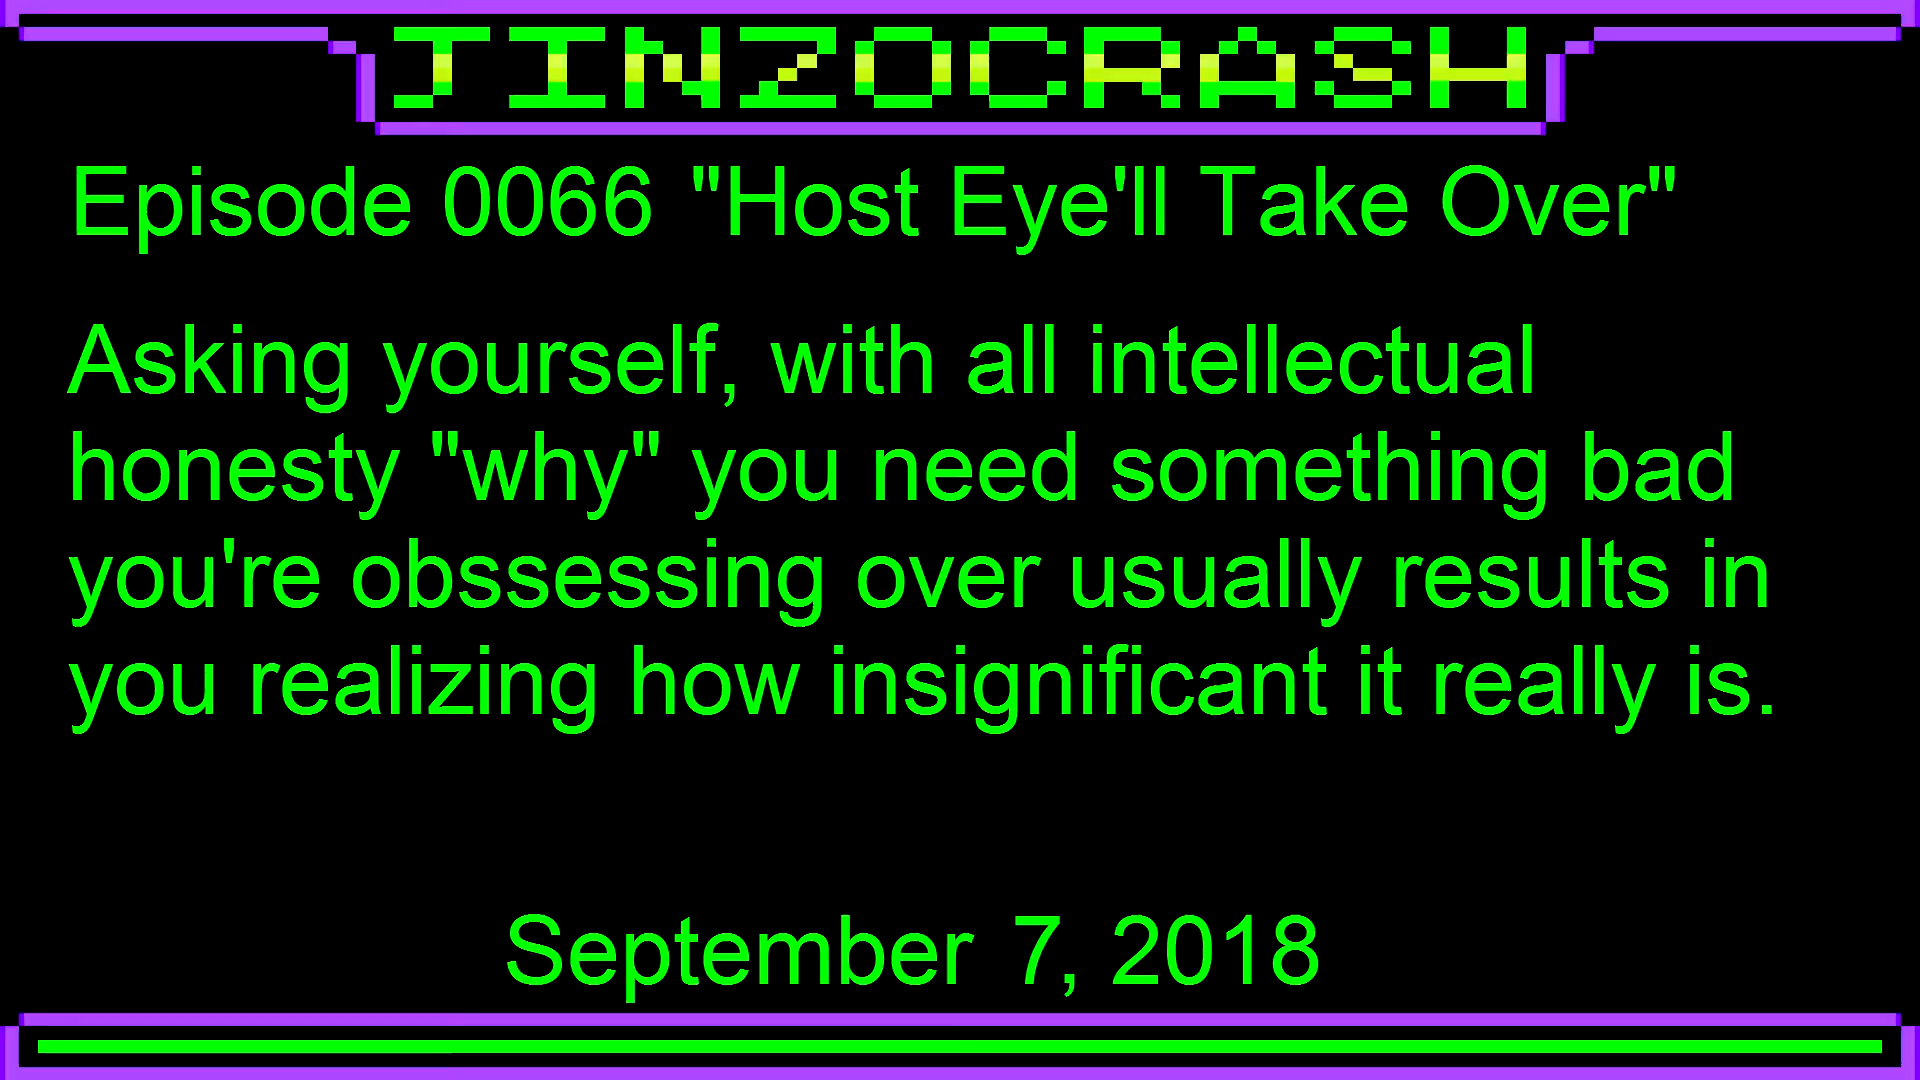 JINZOCRASH
Episode 0066 "Host Eye'll Take Over"
Asking yourself, with all intellectual
honesty "why" you need something bad
you're obssessing over usually results in
you realizing how insignificant it really is.
September 7, 2018